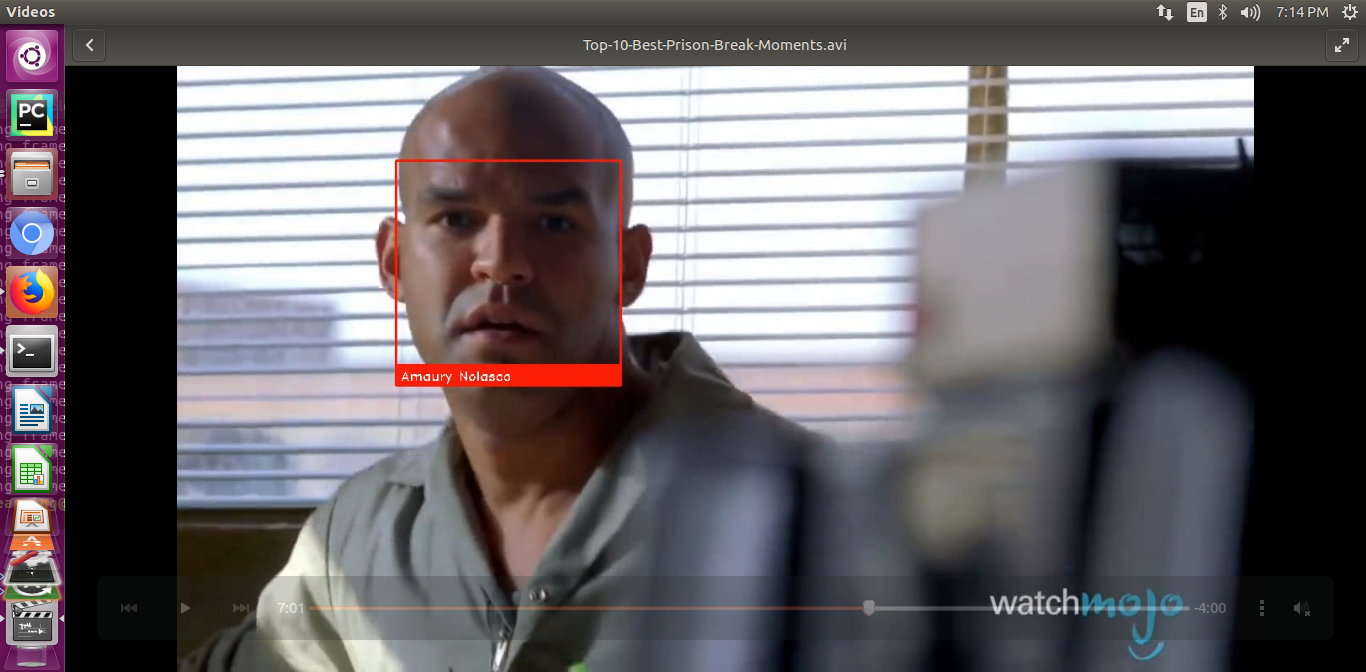 Videos
En
7:14 PM
Top-10-Best-Prison-Break-Moments.avi
PC
Amaury Nolasco
7:01
-4:00
watchmojo